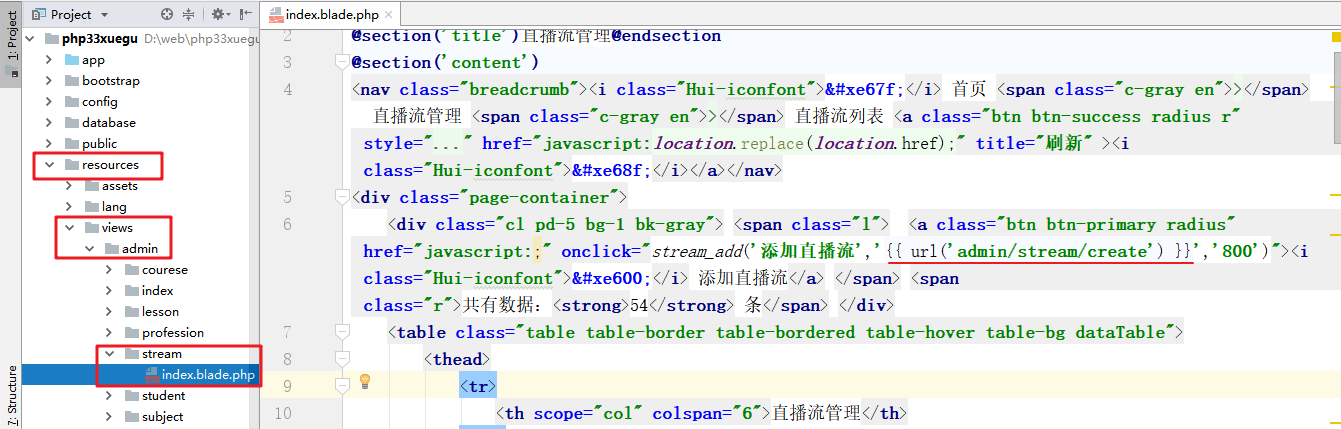 1: Project
7: Structure
Project
php33xuegu D:\web\php33xuegu
app
bootstrap
config
database
public
resources
assets
lang
views
admin
courese
index
lesson
profession
stream
index.blade.php
student
subject
index.blade.php
2 @section('title')直播流管理@endsection
3 @section('content')
4 <nav class="breadcrumb"><i class="Hui-iconfont">&#xe67f;</i> 首页 <span class="c-gray en">></span>
直播流管理 <span class="c-gray en">></span> 直播流列表 <a class="btn btn-success radius r"
style="..." href="javascript:location.replace(location.href);" title="刷新" ><i
class="Hui-iconfont">&#xe68f;</i></a></nav>
5 <div class="page-container">
6 <div class="cl pd-5 bg-1 bk-gray"> <span class="l"> <a class="btn btn-primary radius"
href="javascript:;" onclick="stream_add('添加直播流','{{ url('admin/stream/create') }}','800')"><i
class="Hui-iconfont">&#xe600;</i> 添加直播流</a> </span> <span
class="r">共有数据：<strong>54</strong> 条</span> </div>
7 <table class="table table-border table-bordered table-hover table-bg dataTable">
8 <thead>
9 <tr>
10 <th scope="col" colspan="6">直播流管理</th>